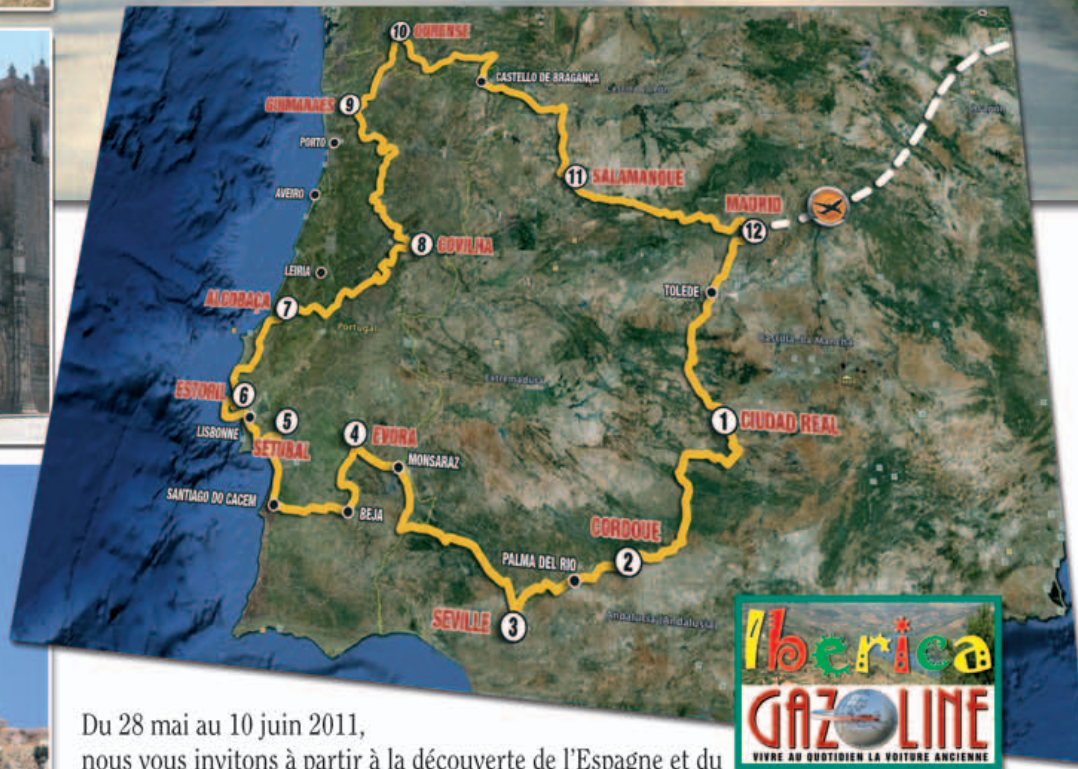 10 OURENSE
CASTELLO DE BRAGANÇA
GUIMARAES 9
PORTO
11 SALAMANQUE
AVEIRO
MADRID
12
8 COVILHA
LEIRIA
TOLEDE
ALCOBAÇA 7
Portugal
Castilla-La Mancha
Extremadura
ESTORIL 6
LISBONNE
5
SETUBAL
4 EVORA
MONSARAZ
1 CIUDAD REAL
SANTIAGO DO CACEM
BEJA
CORDOUE
2
PALMA DEL RIO
SEVILLE 3
Andalucía (Andalusia)
Iberica
GAZOLINE
VIVRE AU QUOTIDIEN LA VOITURE ANCIENNE
Du 28 mai au 10 juin 2011,
nous vous invitons à partir à la découverte de l'Espagne et du